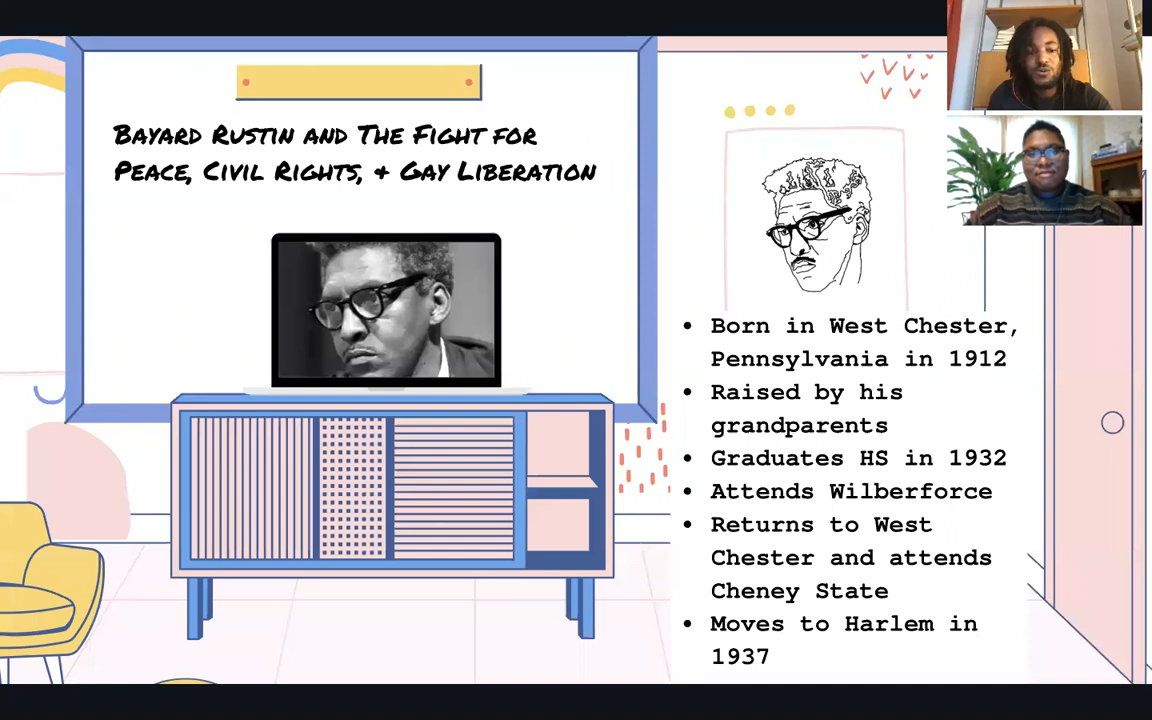 Bayard Rustin and The Fight for
Peace, Civil Rights, & Gay Liberation
• Born in West Chester,
Pennsylvania in 1912
• Raised by his
grandparents
• Graduates HS in 1932
• Attends Wilberforce
• Returns to West
Chester and attends
Cheney State
• Moves to Harlem in
1937